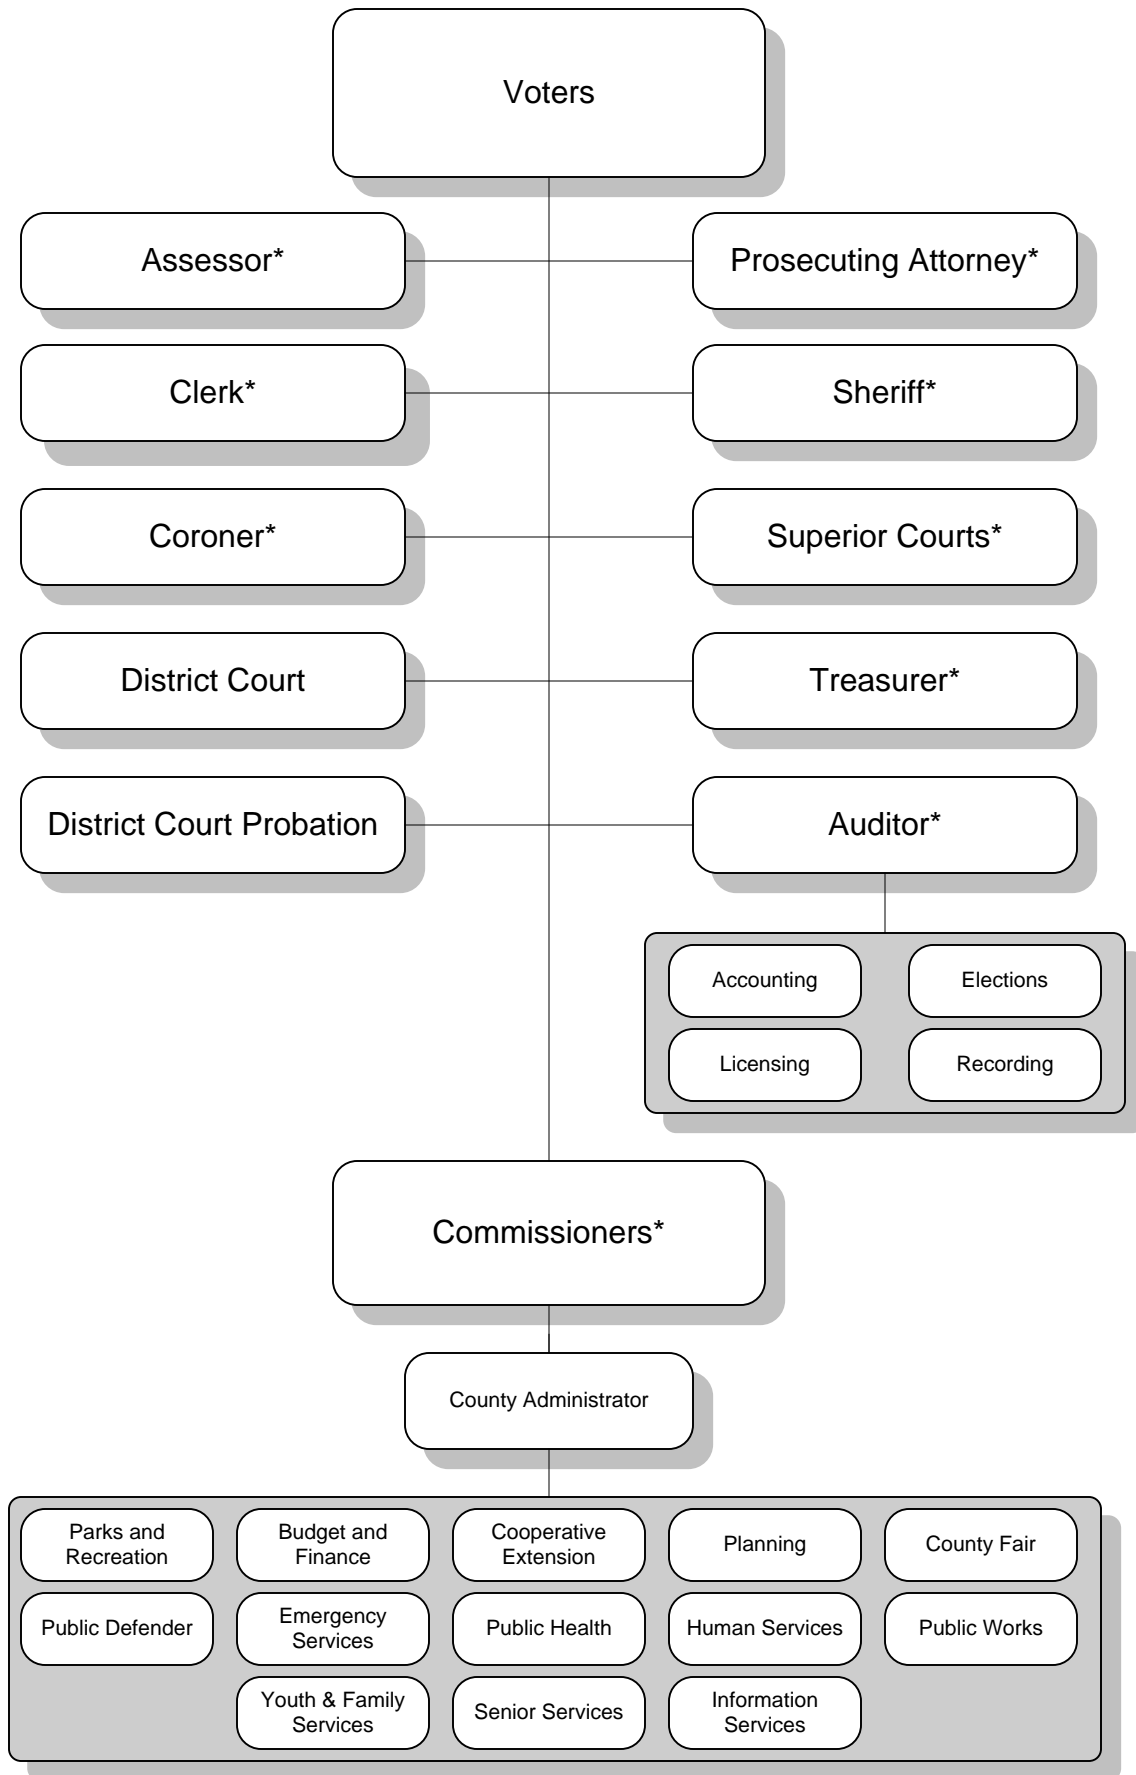 Voters
Assessor*
Prosecuting Attorney*
Clerk*
Sheriff*
Coroner*
Superior Courts*
District Court
Treasurer*
District Court Probation
Auditor*
Accounting
Elections
Licensing
Recording
Commissioners*
County Administrator
Parks and
Recreation
Budget and
Finance
Cooperative
Extension
Planning
County Fair
Public Defender
Emergency
Services
Public Health
Human Services
Public Works
Youth & Family
Services
Senior Services
Information
Services